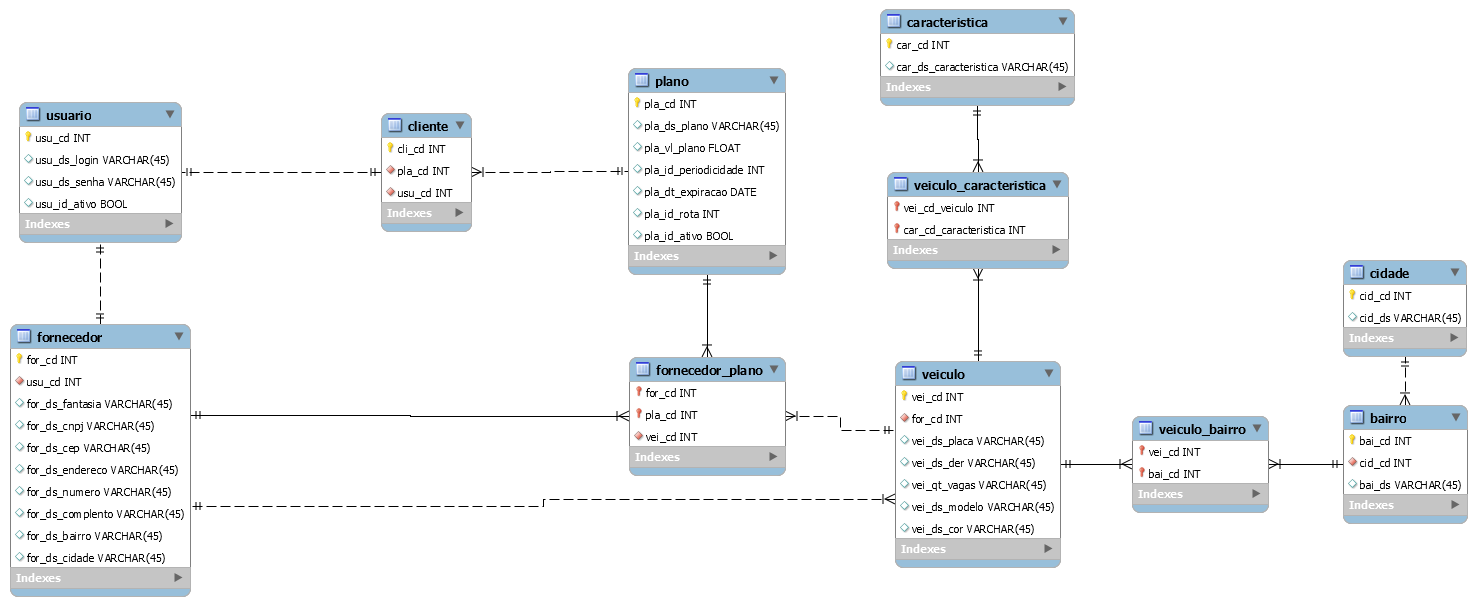 usuario
usu_cd INT
usu_ds_login VARCHAR(45)
usu_ds_senha VARCHAR(45)
usu_id_ativo BOOL
Indexes
cliente
cli_cd INT
pla_cd INT
usu_cd INT
Indexes
plano
pla_cd INT
pla_ds_plano VARCHAR(45)
pla_vl_plano FLOAT
pla_id_periodicidade INT
pla_dt_expiracao DATE
pla_id_rota INT
pla_id_ativo BOOL
Indexes
caracteristica
car_cd INT
car_ds_caracteristica VARCHAR(45)
Indexes
veiculo_caracteristica
vei_cd_veiculo INT
car_cd_caracteristica INT
Indexes
cidade
cid_cd INT
cid_ds VARCHAR(45)
Indexes
fornecedor
for_cd INT
usu_cd INT
for_ds_fantasia VARCHAR(45)
for_ds_cnpj VARCHAR(45)
for_ds_cep VARCHAR(45)
for_ds_endereco VARCHAR(45)
for_ds_numero VARCHAR(45)
for_ds_complento VARCHAR(45)
for_ds_bairro VARCHAR(45)
for_ds_cidade VARCHAR(45)
Indexes
fornecedor_plano
for_cd INT
pla_cd INT
vei_cd INT
Indexes
veiculo
vei_cd INT
for_cd INT
vei_ds_placa VARCHAR(45)
vei_ds_der VARCHAR(45)
vei_qt_vagas VARCHAR(45)
vei_ds_modelo VARCHAR(45)
vei_ds_cor VARCHAR(45)
Indexes
veiculo_bairro
vei_cd INT
bai_cd INT
Indexes
bairro
bai_cd INT
cid_cd INT
bai_ds VARCHAR(45)
Indexes